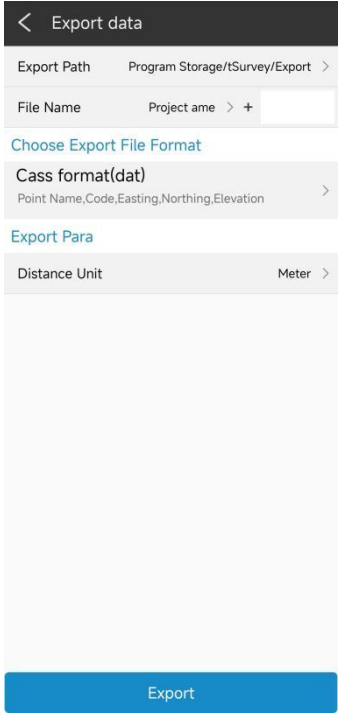 Export data
Export Path Program Storage/tSurvey/Export
File Name Project ame +
Choose Export File Format
Cass format(dat)
Point Name,Code,Easting,Northing,Elevation
Export Para
Distance Unit Meter
Export